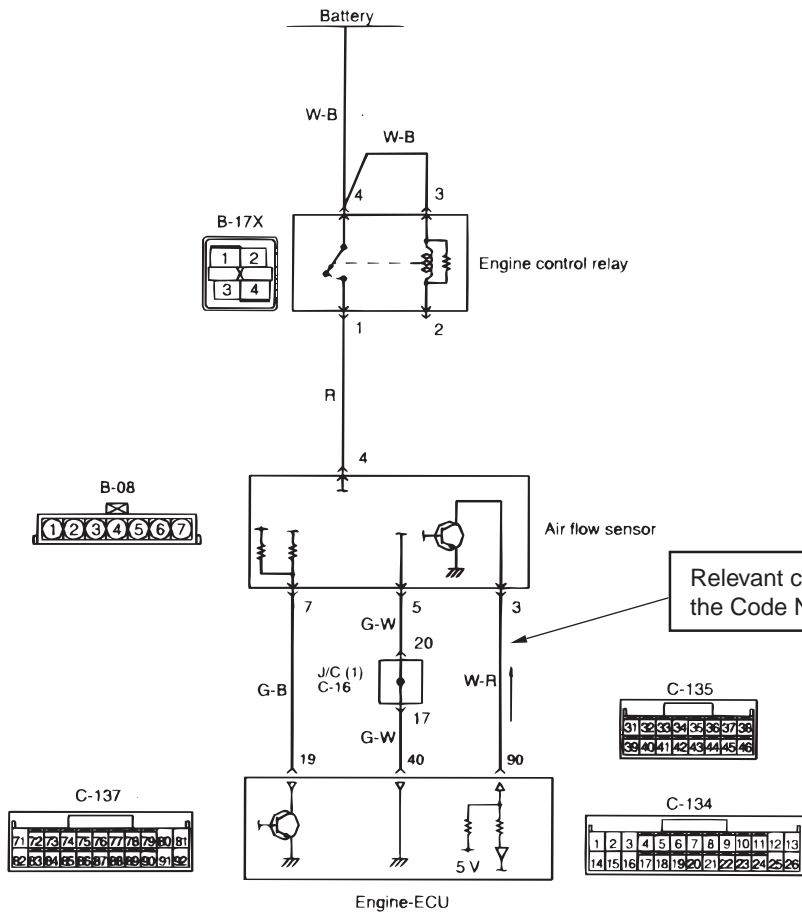 Battery
W-B
W-B
4 3
B-17X
1 2
3 4
Engine control relay
1 2
R
4
B-08
1 2 3 4 5 6 7
Air flow sensor
Relevant c
the Code N
7 5 3
G-W
20
J/C (1)
C-16
G-B
W-R
17
G-W
C-135
31 32 33 34 35 36 37 38
39 40 41 42 43 44 45 46
19 40 90
C-137
71 72 73 74 75 76 77 78 79 80 81
82 83 84 85 86 87 88 89 90 91 92
C-134
1 2 3 4 5 6 7 8 9 10 11 12 13
14 15 16 17 18 19 20 21 22 23 24 25 26
5 V
Engine-ECU